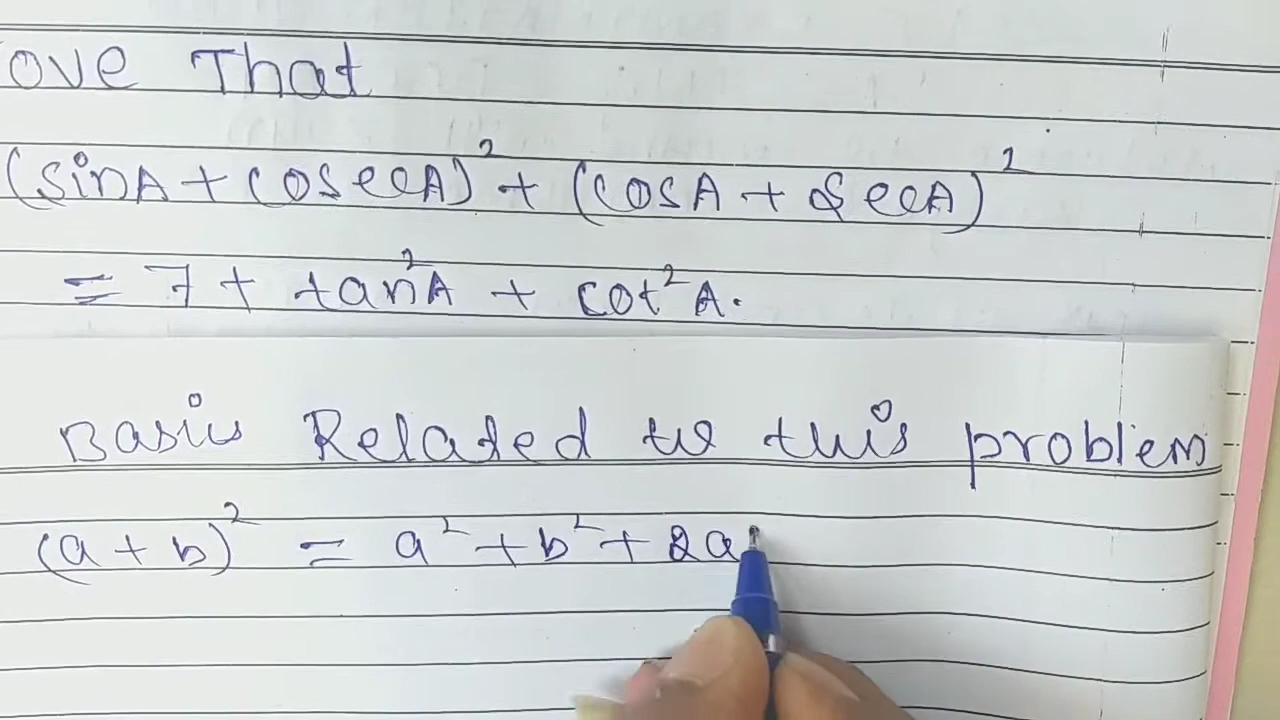 ove That
(sinA + cosecA)² + (cosA + SecA)²
= 7 + tan²A + cot²A.
Basics Related to this problem
(a + b)² = a² + b² + 2a